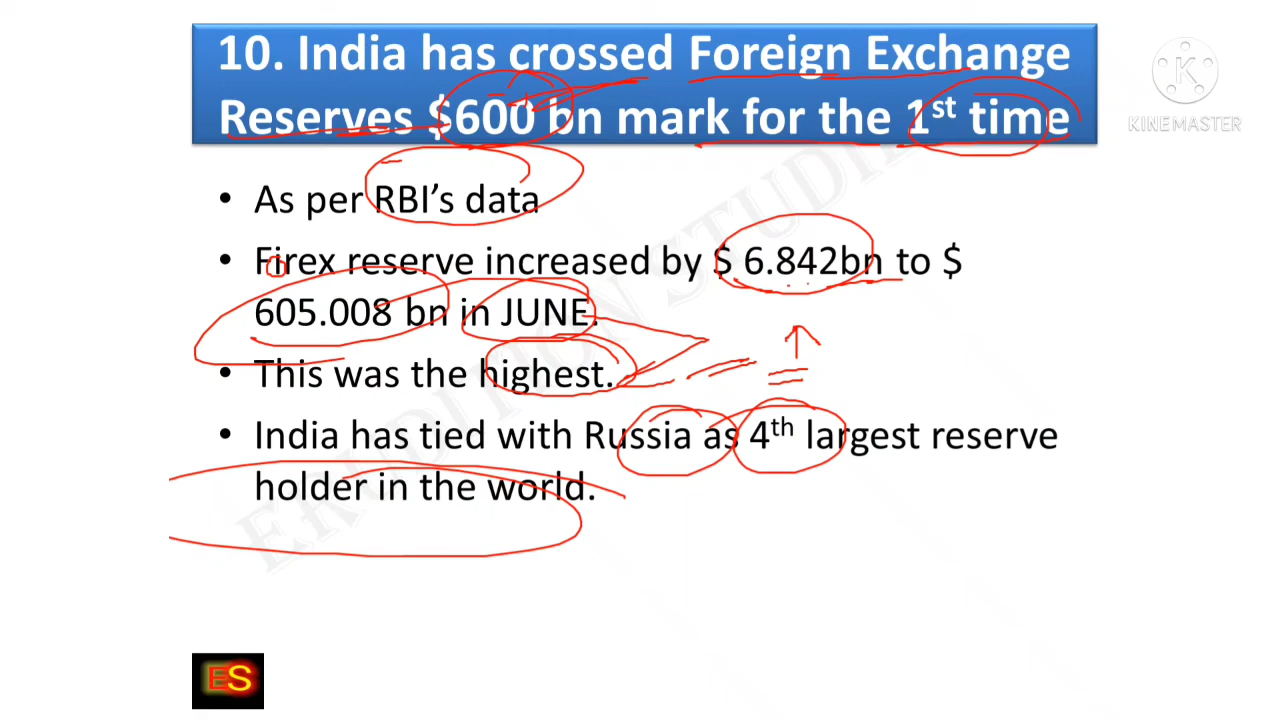 10. India has crossed Foreign Exchange
Reserves $600 bn mark for the 1st time
KINEMASTER
• As per RBI's data
• Firex reserve increased by $ 6.842bn to $
605.008 bn in JUNE.
• This was the highest.
• India has tied with Russia as 4th largest reserve
holder in the world.
ERUDITION STUDIES
ES